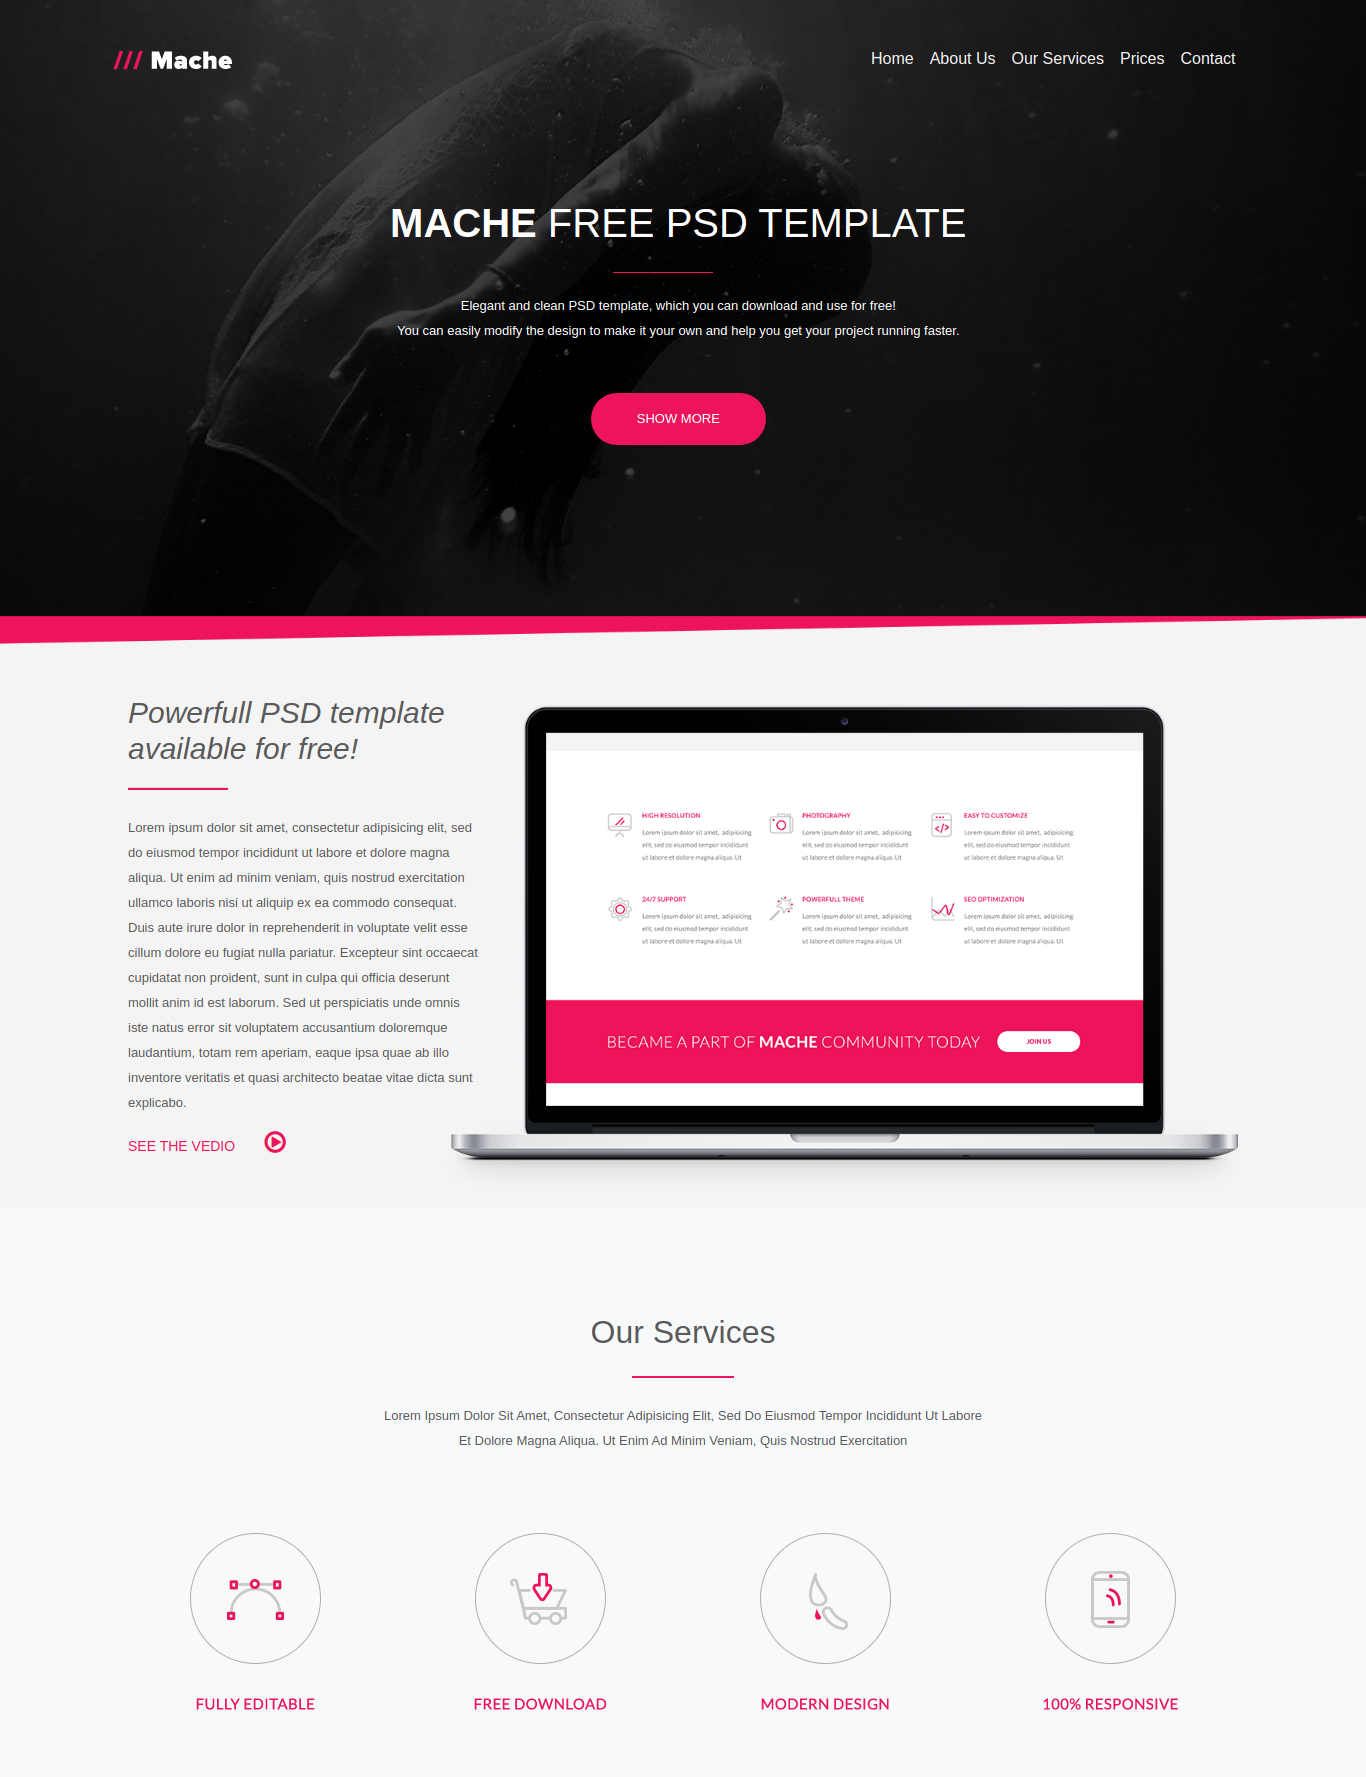 /// Mache
Home About Us Our Services Prices Contact
MACHE FREE PSD TEMPLATE
Elegant and clean PSD template, which you can download and use for free!
You can easily modify the design to make it your own and help you get your project running faster.
SHOW MORE
Powerfull PSD template
available for free!
Lorem ipsum dolor sit amet, consectetur adipisicing elit, sed
do eiusmod tempor incididunt ut labore et dolore magna
aliqua. Ut enim ad minim veniam, quis nostrud exercitation
ullamco laboris nisi ut aliquip ex ea commodo consequat.
Duis aute irure dolor in reprehenderit in voluptate velit esse
cillum dolore eu fugiat nulla pariatur. Excepteur sint occaecat
cupidatat non proident, sunt in culpa qui officia deserunt
mollit anim id est laborum. Sed ut perspiciatis unde omnis
iste natus error sit voluptatem accusantium doloremque
laudantium, totam rem aperiam, eaque ipsa quae ab illo
inventore veritatis et quasi architecto beatae vitae dicta sunt
explicabo.
SEE THE VEDIO
HIGH RESOLUTION
Lorem ipsum dolor sit amet, adipisicing
elit, sed do eiusmod tempor incididunt
ut labore et dolore magna aliqua. Ut
PHOTOGRAPHY
Lorem ipsum dolor sit amet, adipisicing
elit, sed do eiusmod tempor incididunt
ut labore et dolore magna aliqua. Ut
EASY TO CUSTOMIZE
Lorem ipsum dolor sit amet, adipisicing
elit, sed do eiusmod tempor incididunt
ut labore et dolore magna aliqua. Ut
24/7 SUPPORT
Lorem ipsum dolor sit amet, adipisicing
elit, sed do eiusmod tempor incididunt
ut labore et dolore magna aliqua. Ut
POWERFULL THEME
Lorem ipsum dolor sit amet, adipisicing
elit, sed do eiusmod tempor incididunt
ut labore et dolore magna aliqua. Ut
SEO OPTIMIZATION
Lorem ipsum dolor sit amet, adipisicing
elit, sed do eiusmod tempor incididunt
ut labore et dolore magna aliqua. Ut
BECAME A PART OF MACHE COMMUNITY TODAY
JOIN US
Our Services
Lorem Ipsum Dolor Sit Amet, Consectetur Adipisicing Elit, Sed Do Eiusmod Tempor Incididunt Ut Labore
Et Dolore Magna Aliqua. Ut Enim Ad Minim Veniam, Quis Nostrud Exercitation
FULLY EDITABLE
FREE DOWNLOAD
MODERN DESIGN
100% RESPONSIVE